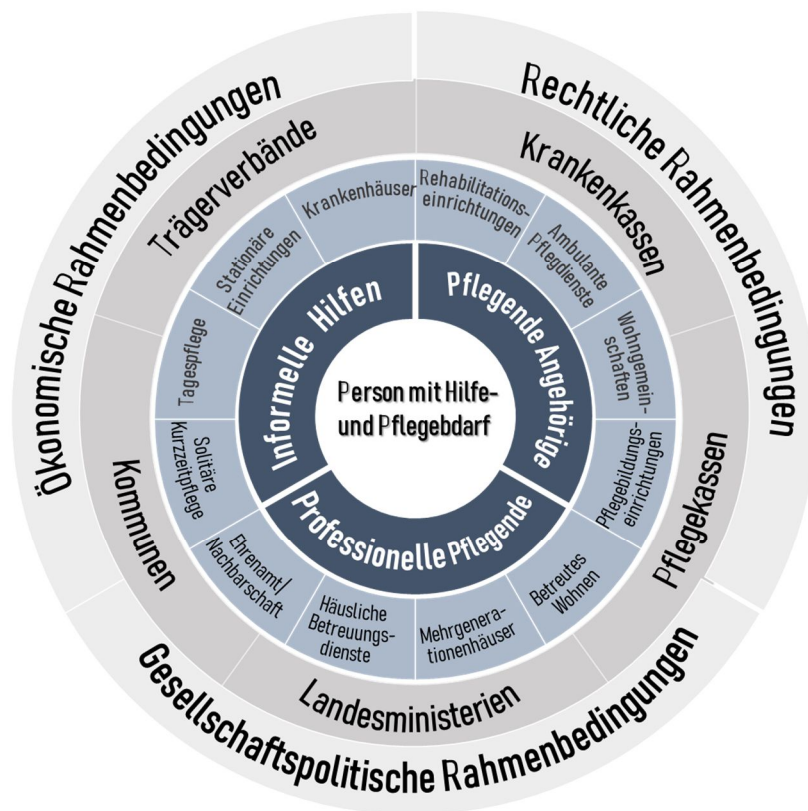 Ökonomische Rahmenbedingungen
Rechtliche Rahmenbedingungen
Gesellschaftspolitische Rahmenbedingungen
Trägerverbände
Krankenkassen
Pflegekassen
Landesministerien
Kommunen
Krankenhäuser
Rehabilitations-
einrichtungen
Ambulante
Pflegdienste
Wohngemein-
schaften
Pflegebildungs-
einrichtungen
Betreutes
Wohnen
Mehrgenera-
tionenhäuser
Häusliche
Betreuungs-
dienste
Ehrenamt/
Nachbarschaft
Solitäre
Kurzzeitpflege
Tagespflege
Stationäre
Einrichtungen
Informelle Hilfen
Pflegende Angehörige
Professionelle Pflegende
Person mit Hilfe-
und Pflegebdarf